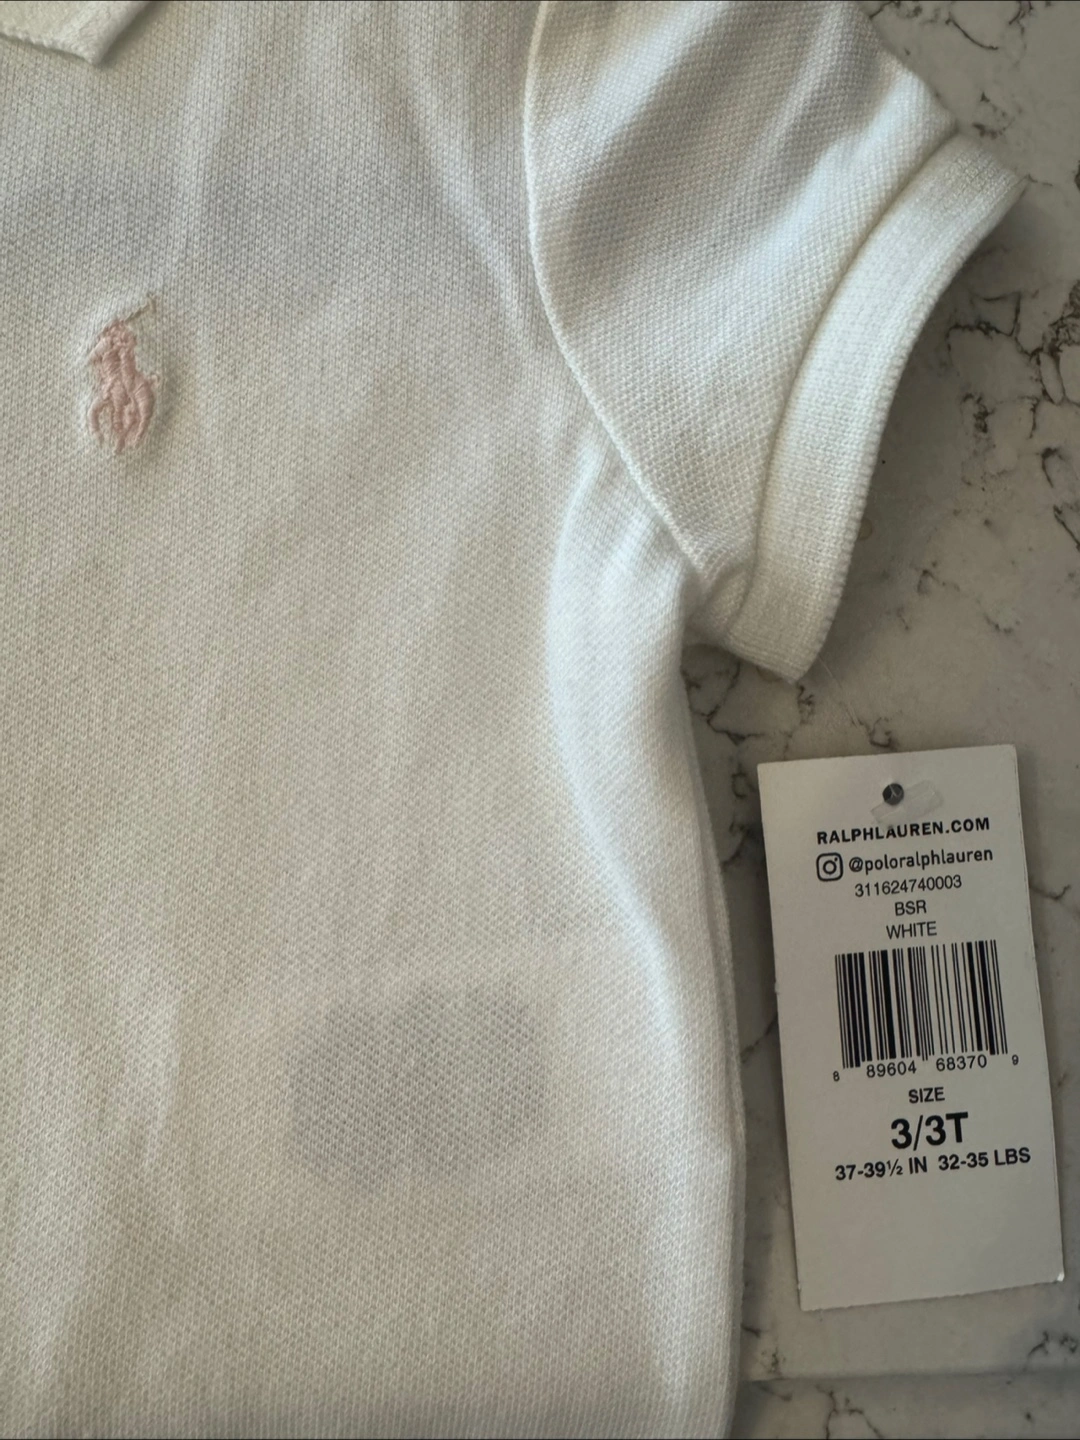 RALPHLAUREN.COM
@poloralphlauren
311624740003
BSR
WHITE
8 89604 68370 9
SIZE
3/3T
37-39½ IN 32-35 LBS